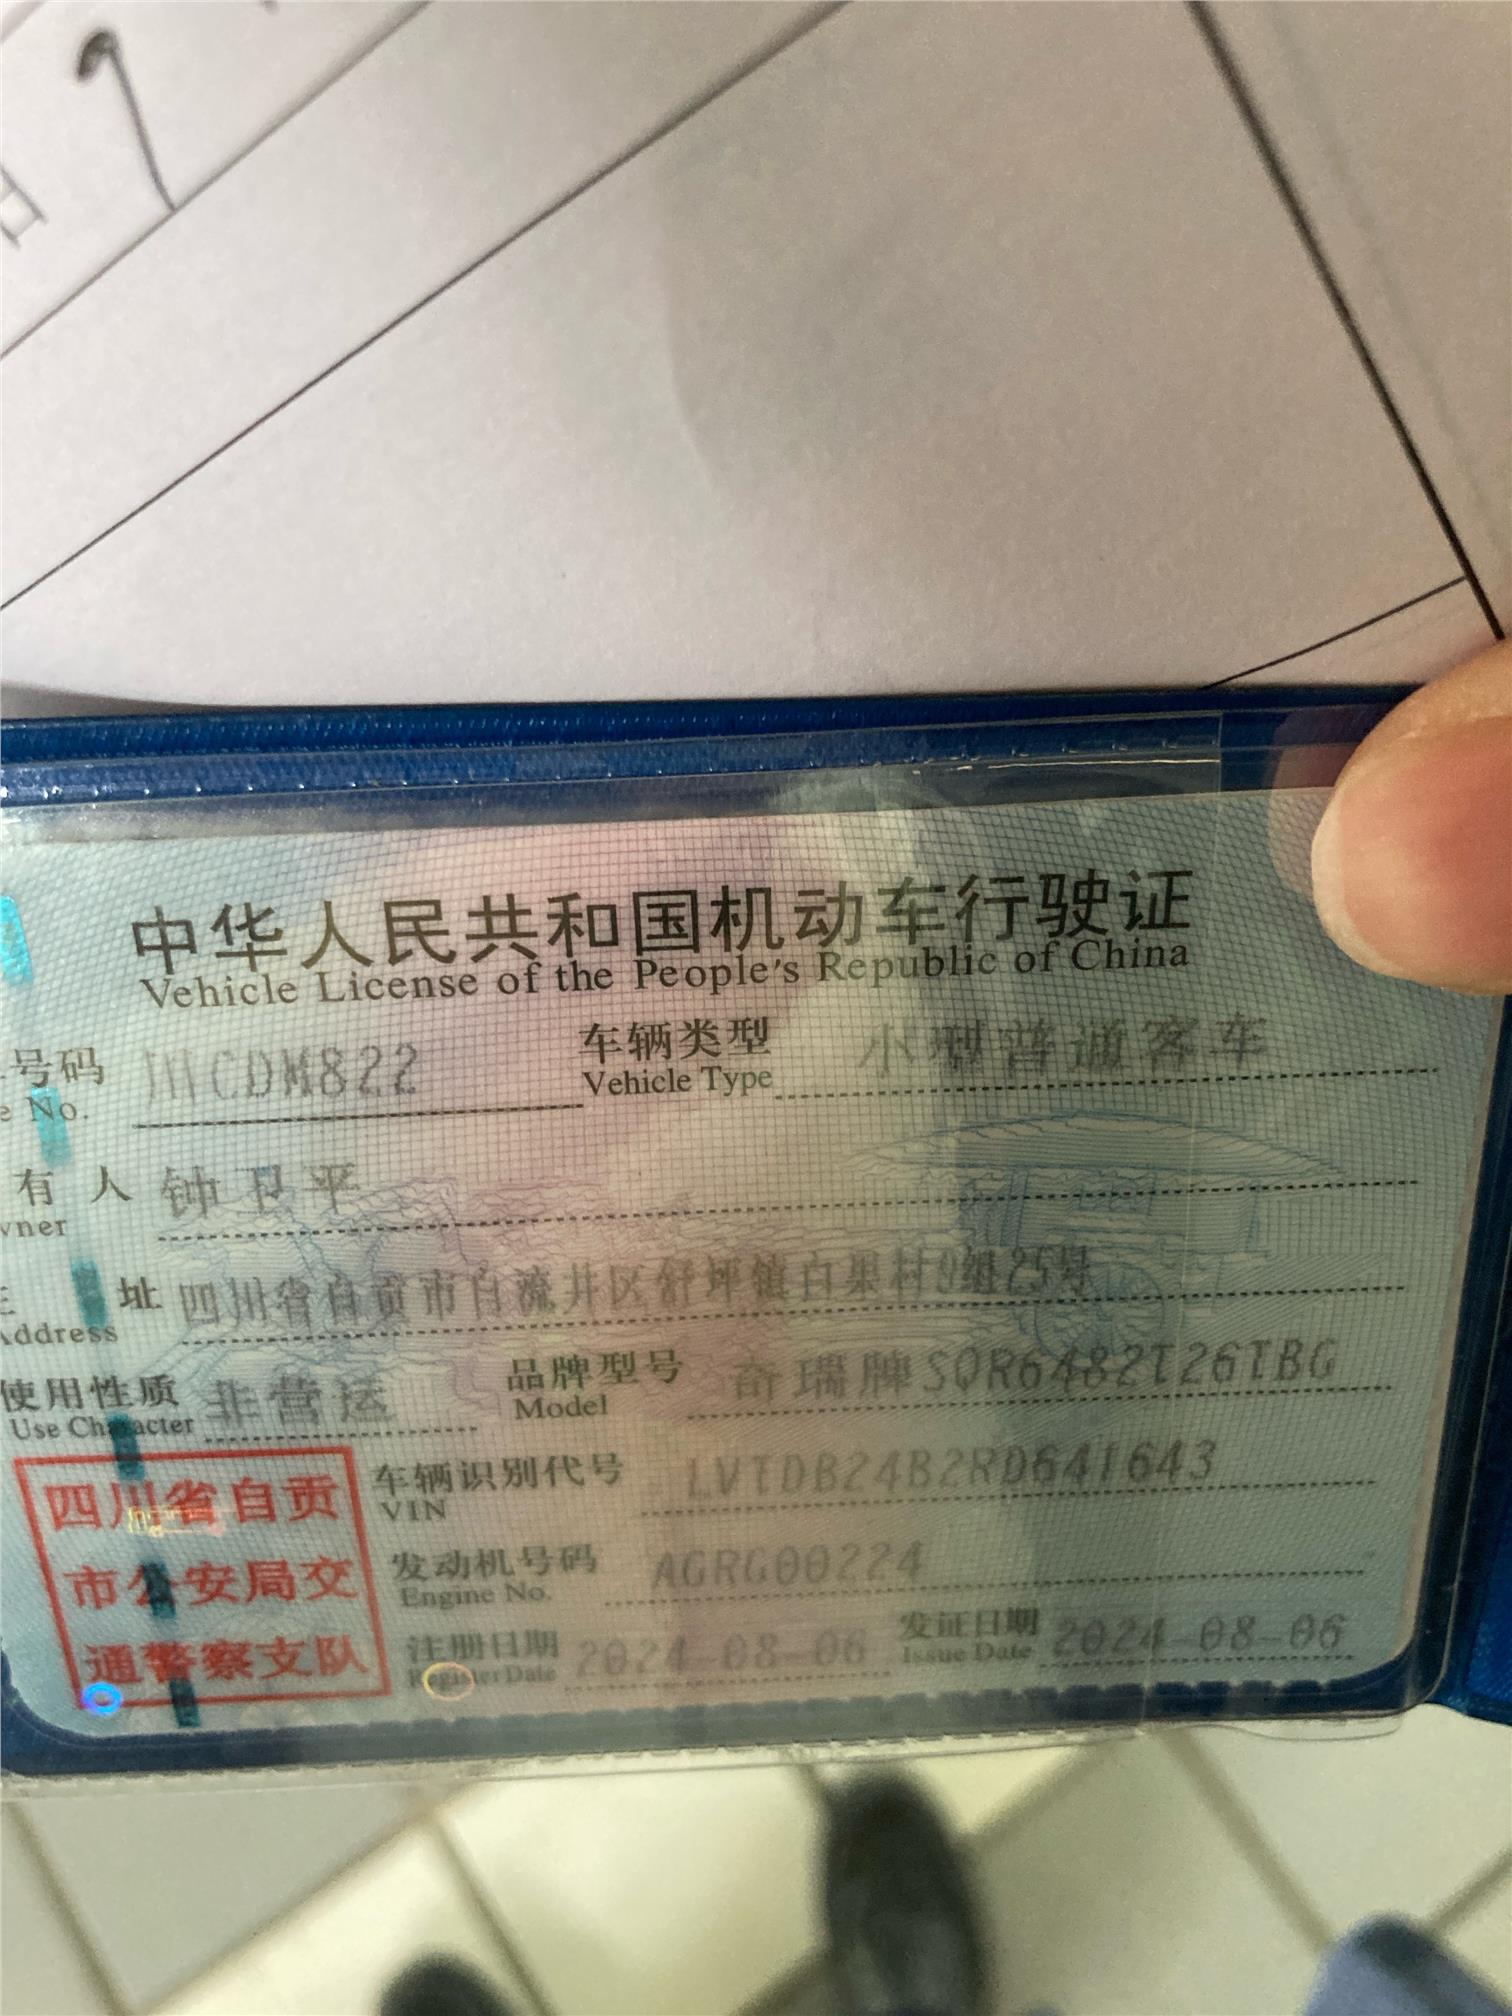 中华人民共和国机动车行驶证
Vehicle License of the People's Republic of China
号码 川CDM822 车辆类型 小型普通客车
No. Vehicle Type
有人 钟卫平
wner
址 四川省自贡市自流井区舒坪镇白果村9组25号
Address
使用性质 非营运 品牌型号 奇瑞牌SQR6482T26TBG
Use Character Model
四川省自贡
市公安局交
通警察支队
车辆识别代号 LVTDB24B2RD641643
VIN
发动机号码 AGRG00224
Engine No.
注册日期 2024-08-06 发证日期 2024-08-06
Register Date Issue Date